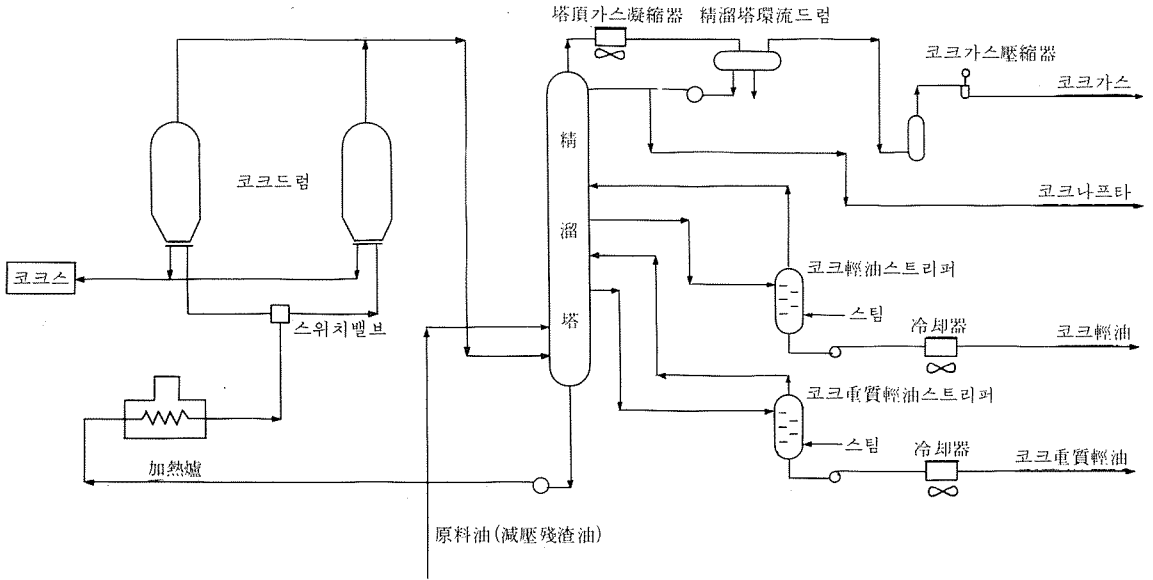 塔頂가스凝縮器 精溜塔環流드럼
코크가스壓縮器
코크가스
精溜塔
코크드럼
코크나프타
코크스
코크輕油스트리퍼
스팀
스위치밸브
冷却器
코크輕油
코크重質輕油스트리퍼
스팀
冷却器
코크重質輕油
加熱爐
原料油(減壓殘渣油)